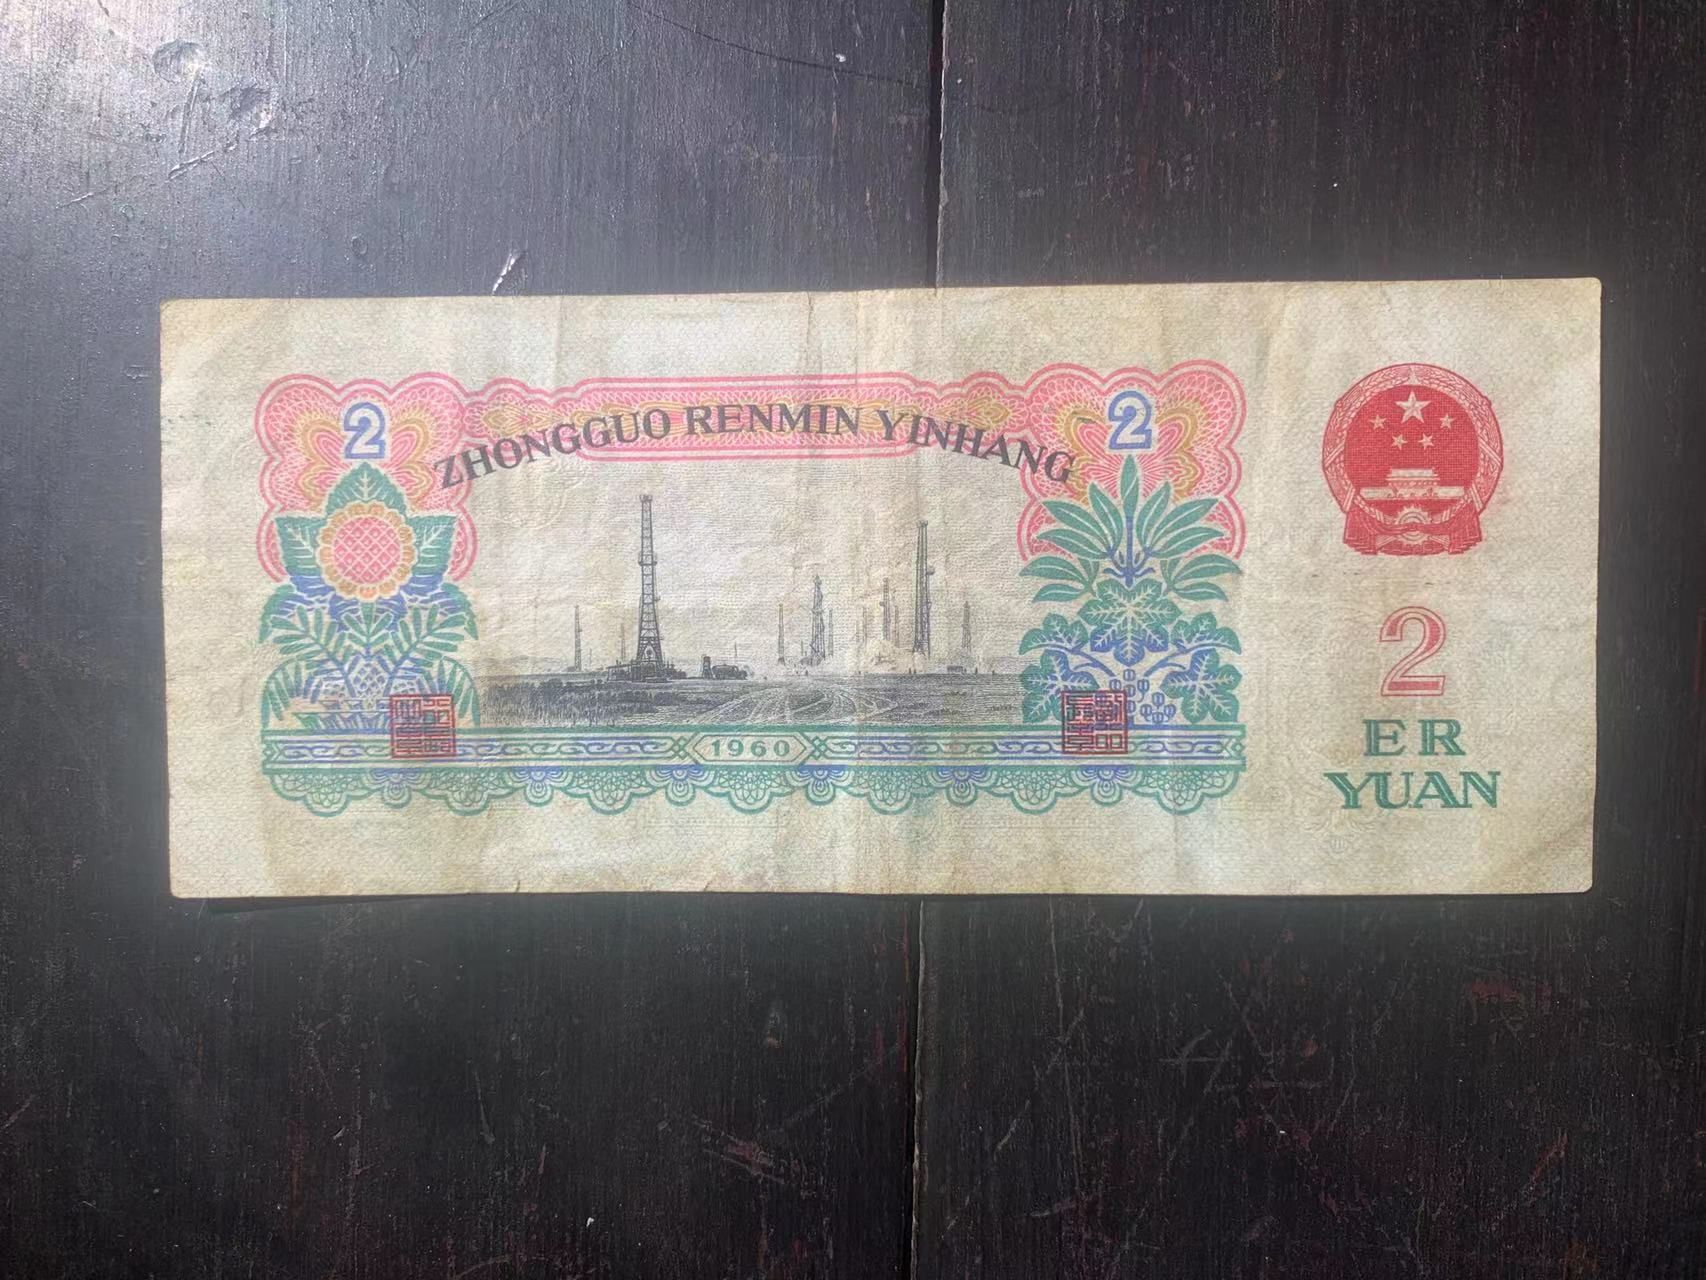 2
2
ZHONGGUO RENMIN YINHANG
1960
2
ER
YUAN